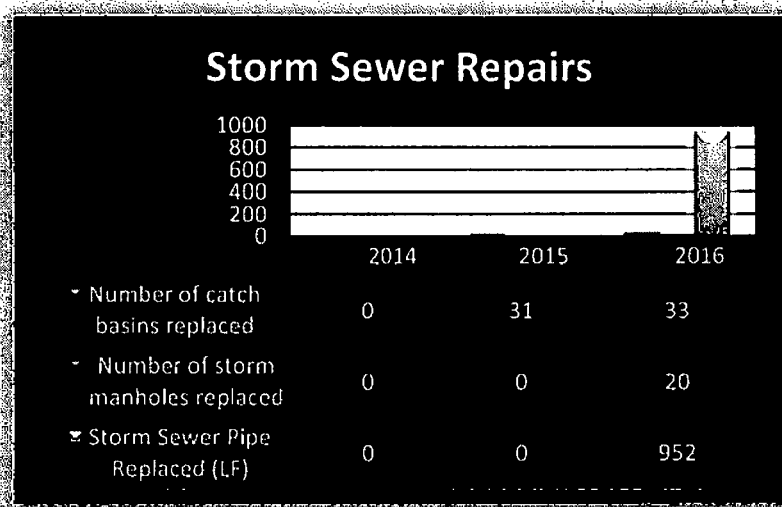 Storm Sewer Repairs
1000
800
600
400
200
0
2014 2015 2016
Number of catch basins replaced 0 31 33
Number of storm manholes replaced 0 0 20
Storm Sewer Pipe Replaced (LF) 0 0 952